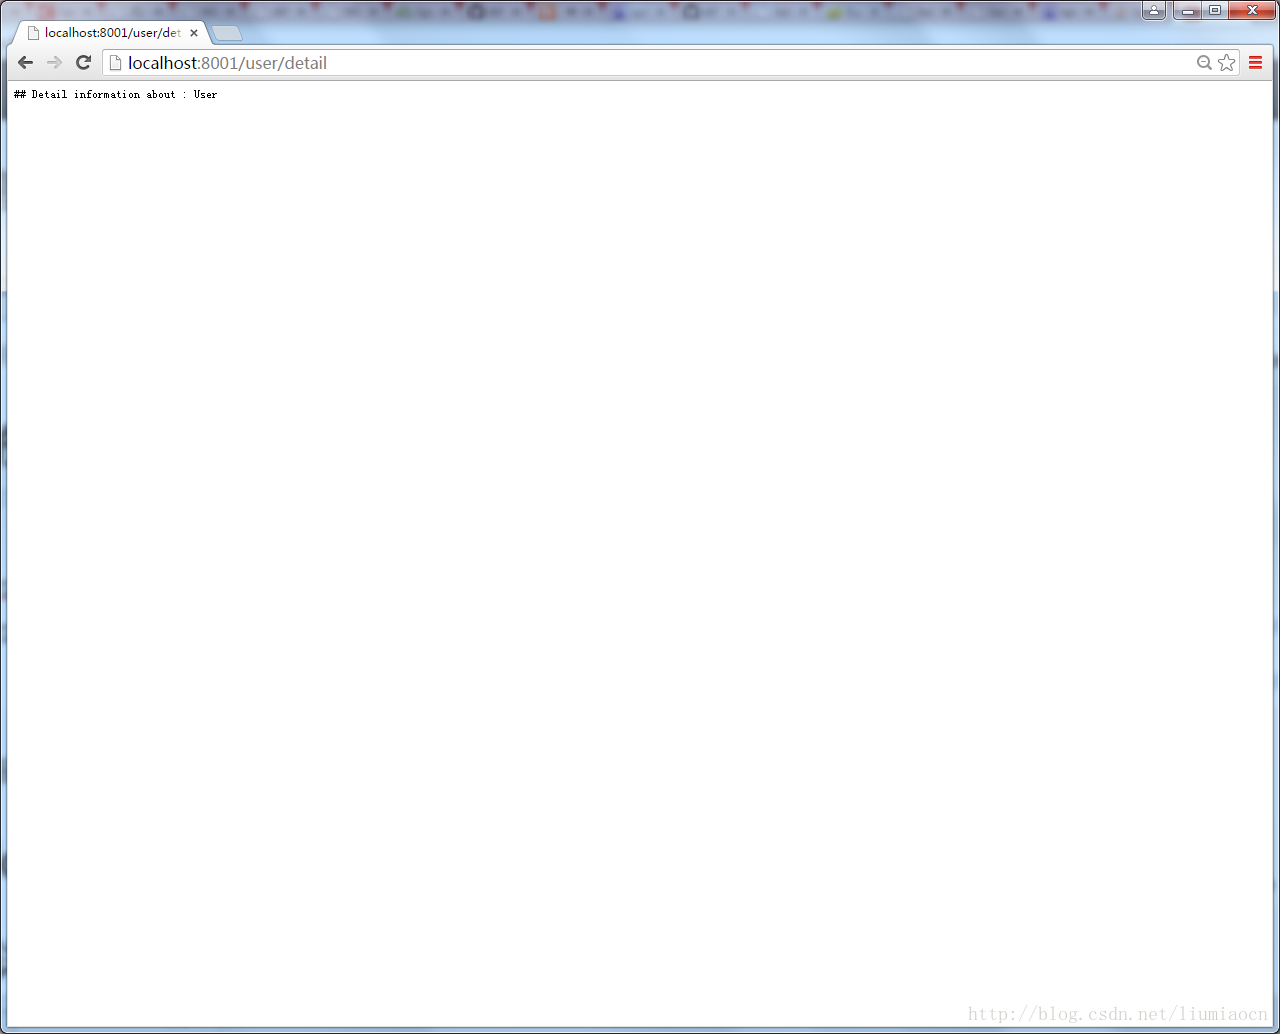 localhost:8001/user/det
localhost:8001/user/detail
## Detail information about : User
http://blog.csdn.net/liumiaocn